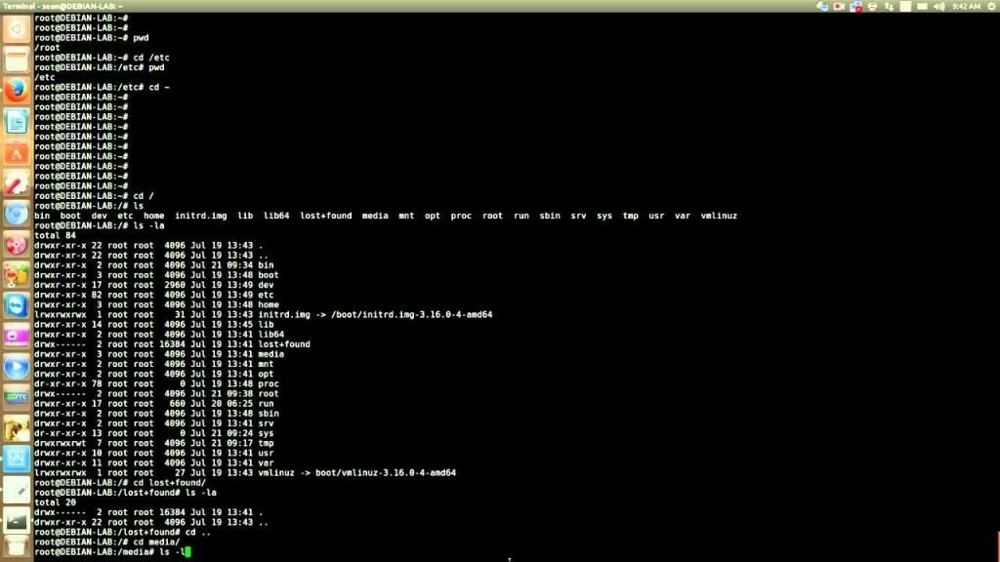 Terminal - sean@DEBIAN-LAB: ~
9:42 AM
root@DEBIAN-LAB:~#
root@DEBIAN-LAB:~#
root@DEBIAN-LAB:~# pwd
/root
root@DEBIAN-LAB:~# cd /etc
root@DEBIAN-LAB:/etc# pwd
/etc
root@DEBIAN-LAB:/etc# cd ~
root@DEBIAN-LAB:~#
root@DEBIAN-LAB:~#
root@DEBIAN-LAB:~#
root@DEBIAN-LAB:~#
root@DEBIAN-LAB:~#
root@DEBIAN-LAB:~#
root@DEBIAN-LAB:~#
root@DEBIAN-LAB:~#
root@DEBIAN-LAB:~#
root@DEBIAN-LAB:~#
root@DEBIAN-LAB:~# cd /
root@DEBIAN-LAB:/# ls
bin boot dev etc home initrd.img lib lib64 lost+found media mnt opt proc root run sbin srv sys tmp usr var vmlinuz
root@DEBIAN-LAB:/# ls -la
total 84
drwxr-xr-x 22 root root 4096 Jul 19 13:43 .
drwxr-xr-x 22 root root 4096 Jul 19 13:43 ..
drwxr-xr-x 2 root root 4096 Jul 21 09:34 bin
drwxr-xr-x 3 root root 4096 Jul 19 13:48 boot
drwxr-xr-x 17 root root 2960 Jul 19 13:49 dev
drwxr-xr-x 82 root root 4096 Jul 19 13:49 etc
drwxr-xr-x 3 root root 4096 Jul 19 13:48 home
lrwxrwxrwx 1 root root 31 Jul 19 13:43 initrd.img -> /boot/initrd.img-3.16.0-4-amd64
drwxr-xr-x 14 root root 4096 Jul 19 13:45 lib
drwxr-xr-x 2 root root 4096 Jul 19 13:41 lib64
drwx------ 2 root root 16384 Jul 19 13:41 lost+found
drwxr-xr-x 3 root root 4096 Jul 19 13:41 media
drwxr-xr-x 2 root root 4096 Jul 19 13:41 mnt
drwxr-xr-x 2 root root 4096 Jul 19 13:41 opt
dr-xr-xr-x 78 root root 0 Jul 19 13:48 proc
drwx------ 2 root root 4096 Jul 21 09:38 root
drwxr-xr-x 17 root root 660 Jul 20 06:25 run
drwxr-xr-x 2 root root 4096 Jul 19 13:48 sbin
drwxr-xr-x 2 root root 4096 Jul 19 13:41 srv
dr-xr-xr-x 13 root root 0 Jul 21 09:24 sys
drwxrwxrwt 7 root root 4096 Jul 21 09:17 tmp
drwxr-xr-x 10 root root 4096 Jul 19 13:41 usr
drwxr-xr-x 11 root root 4096 Jul 19 13:41 var
lrwxrwxrwx 1 root root 27 Jul 19 13:43 vmlinuz -> boot/vmlinuz-3.16.0-4-amd64
root@DEBIAN-LAB:/# cd lost+found/
root@DEBIAN-LAB:/lost+found# ls -la
total 20
drwx------ 2 root root 16384 Jul 19 13:41 .
drwxr-xr-x 22 root root 4096 Jul 19 13:43 ..
root@DEBIAN-LAB:/lost+found# cd ..
root@DEBIAN-LAB:/# cd media/
root@DEBIAN-LAB:/media# ls -l